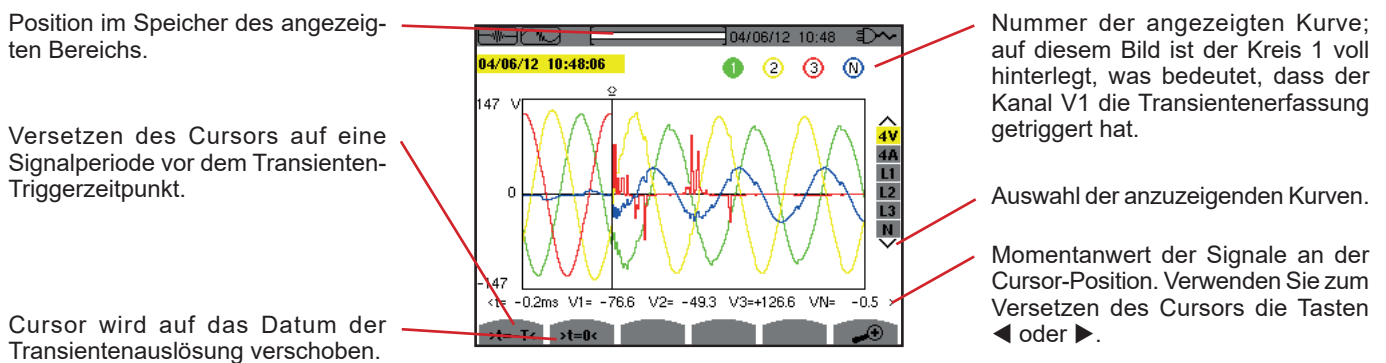 Position im Speicher des angezeig-
ten Bereichs.
Versetzen des Cursors auf eine
Signalperiode vor dem Transienten-
Triggerzeitpunkt.
Cursor wird auf das Datum der
Transientenauslösung verschoben.
04/06/12 10:48
04/06/12 10:48:06
1 2 3 N
147 V
0
-147
4V
4A
L1
L2
L3
N
<t= -0.2ms V1= -76.6 V2= -49.3 V3=+126.6 VN= -0.5 >
>t=-T< >t=0<
Nummer der angezeigten Kurve;
auf diesem Bild ist der Kreis 1 voll
hinterlegt, was bedeutet, dass der
Kanal V1 die Transientenerfassung
getriggert hat.
Auswahl der anzuzeigenden Kurven.
Momentanwert der Signale an der
Cursor-Position. Verwenden Sie zum
Versetzen des Cursors die Tasten
◄ oder ►.